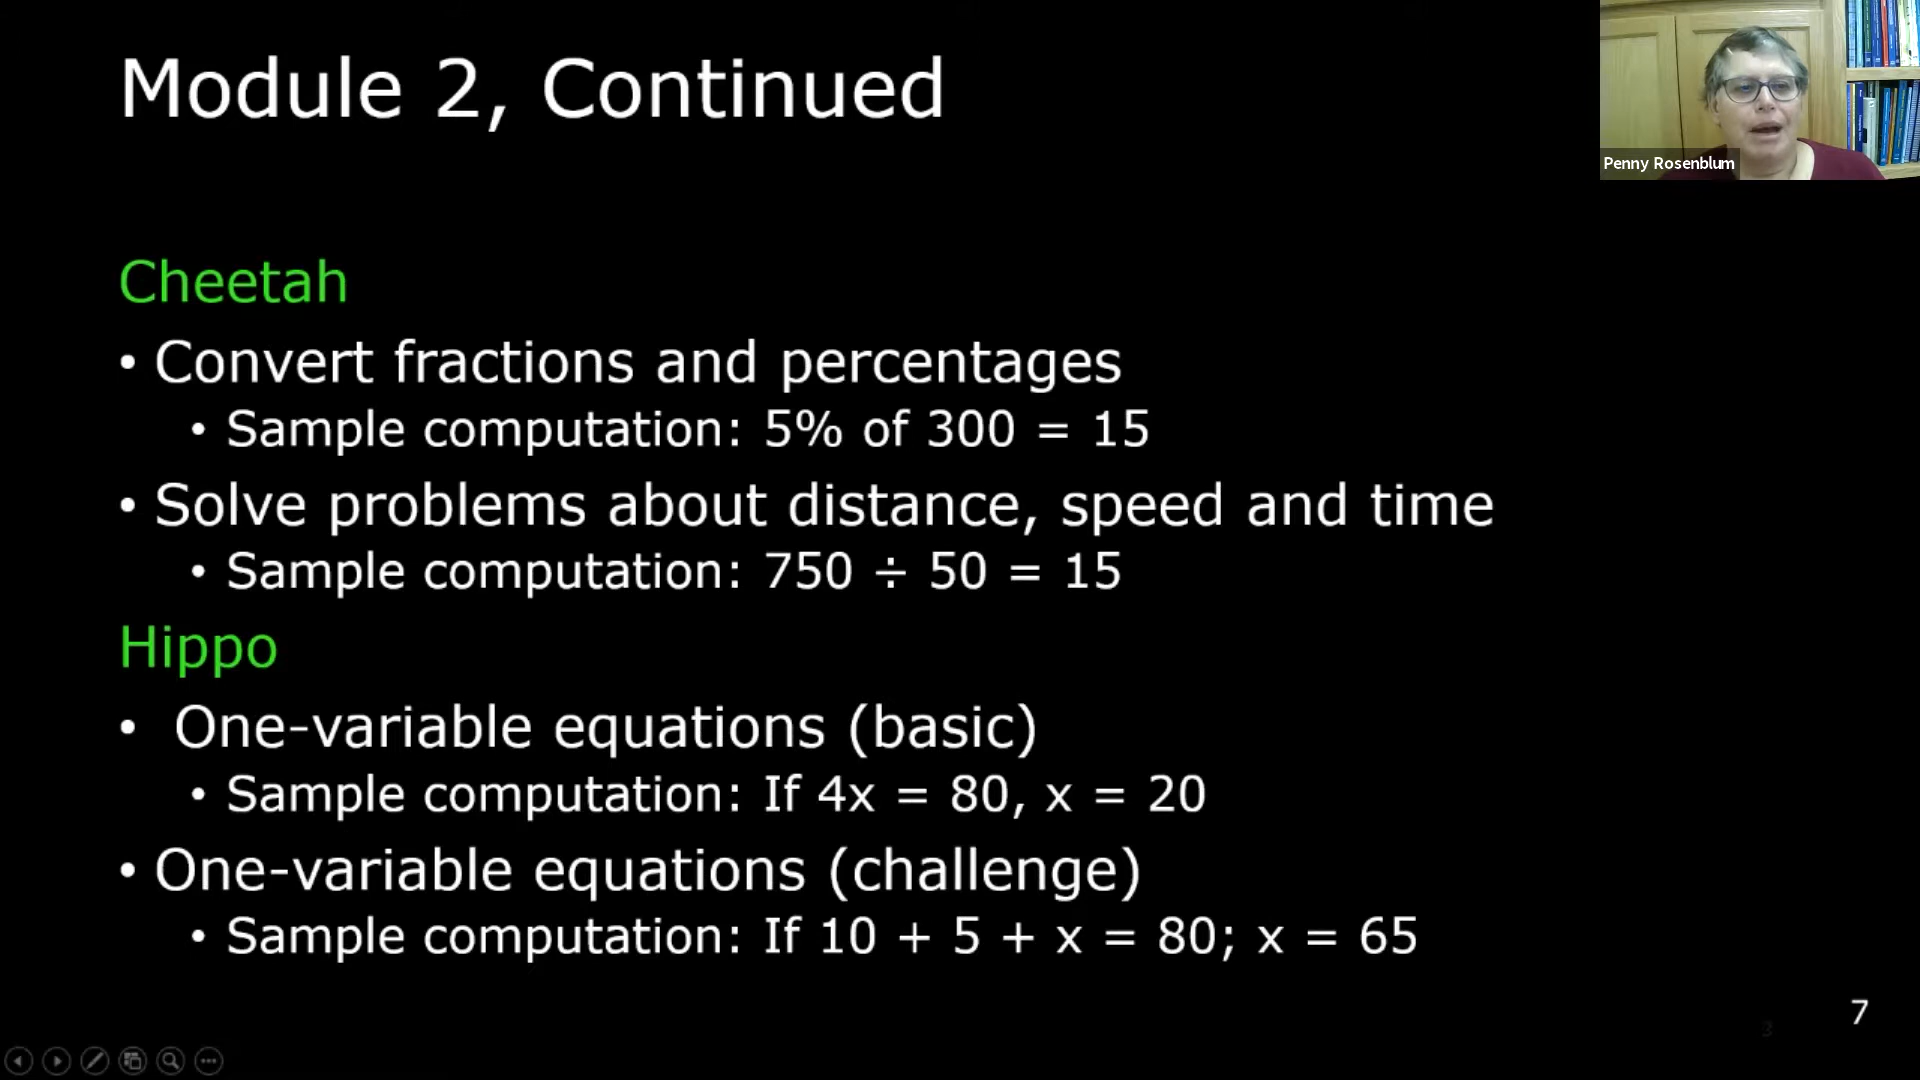 Module 2, Continued
Penny Rosenblum
Cheetah
• Convert fractions and percentages
• Sample computation: 5% of 300 = 15
• Solve problems about distance, speed and time
• Sample computation: 750 ÷ 50 = 15
Hippo
• One-variable equations (basic)
• Sample computation: If 4x = 80, x = 20
• One-variable equations (challenge)
• Sample computation: If 10 + 5 + x = 80; x = 65
7
3